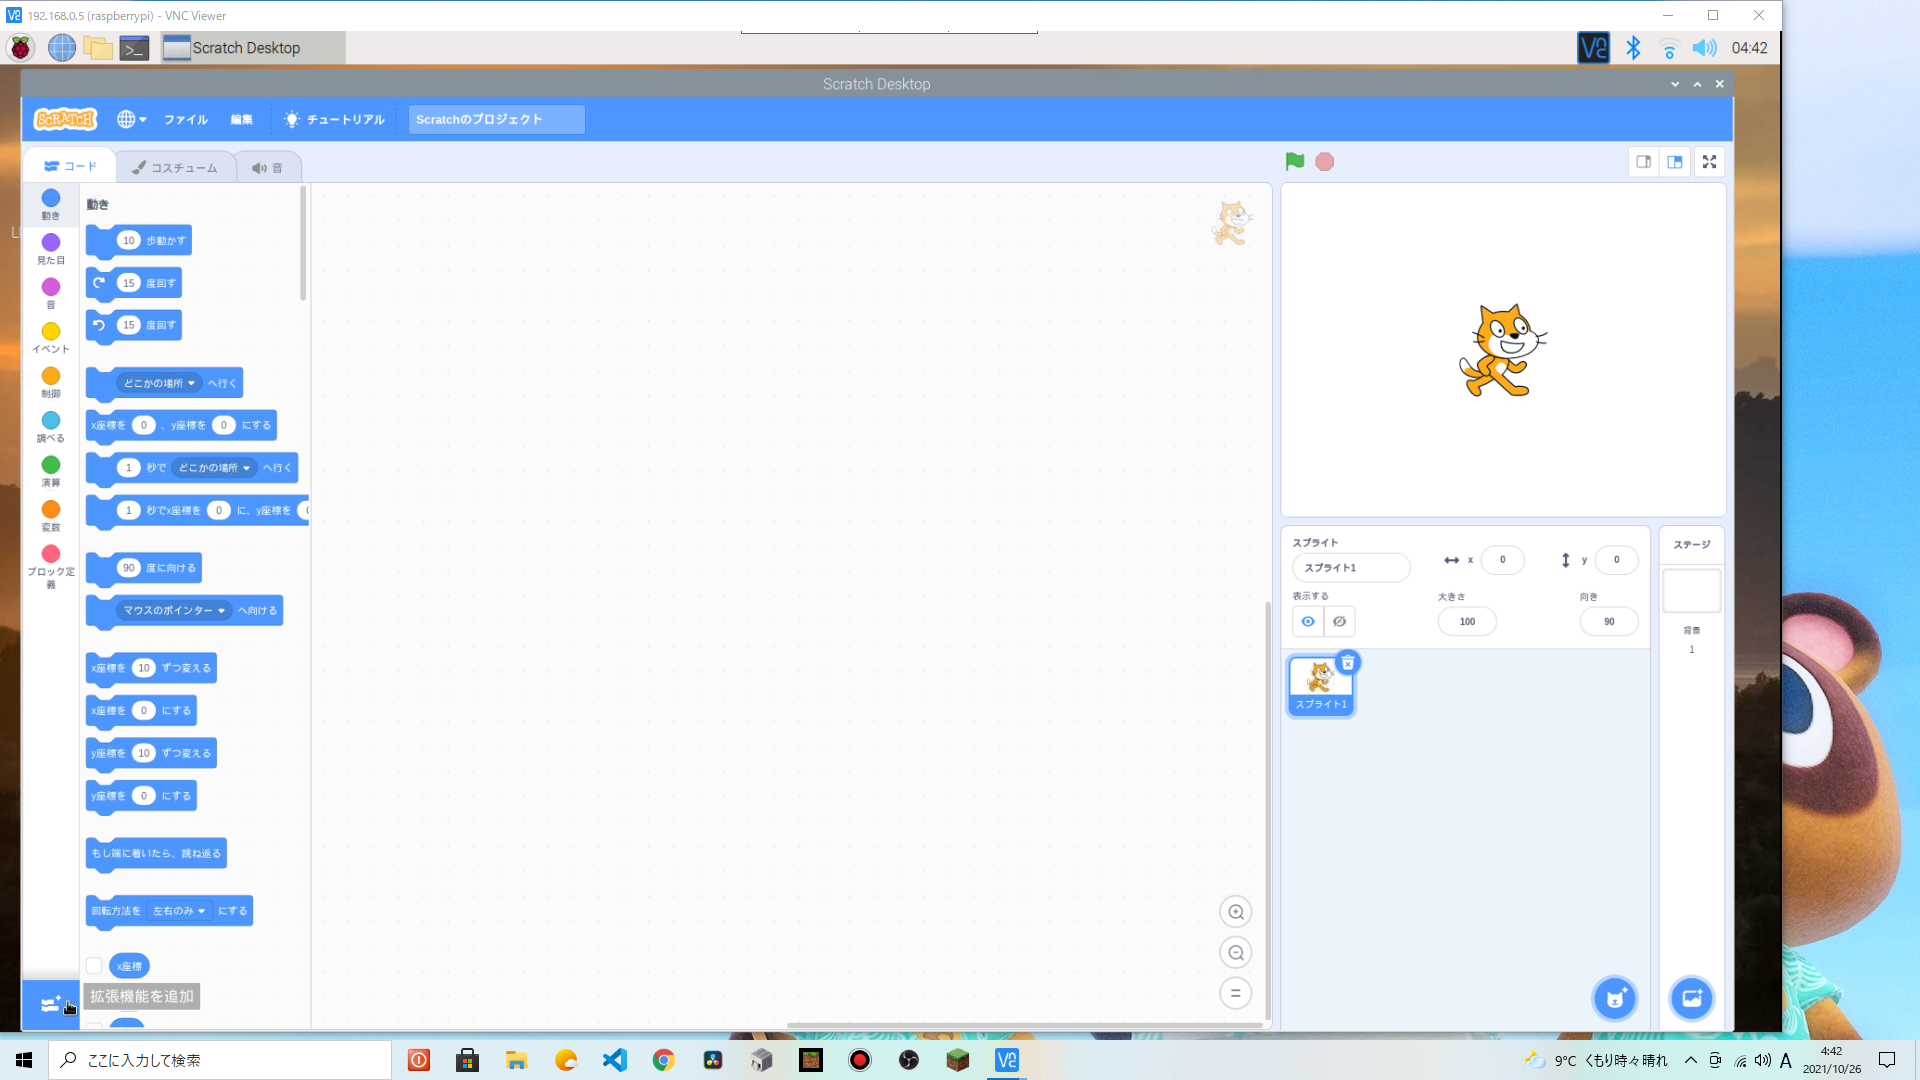 192.168.0.5 (raspberrypi) - VNC Viewer
Scratch Desktop
04:42
Scratch Desktop
SCRATCH
ファイル
編集
チュートリアル
Scratchのプロジェクト
コード
コスチューム
音
動き
見た目
音
イベント
制御
調べる
演算
変数
ブロック定
義
動き
10 歩動かす
15 度回す
15 度回す
どこかの場所 へ行く
x座標を 0 、y座標を 0 にする
1 秒で どこかの場所 へ行く
1 秒でx座標を 0 に、y座標を
90 度に向ける
マウスのポインター へ向ける
x座標を 10 ずつ変える
x座標を 0 にする
y座標を 10 ずつ変える
y座標を 0 にする
もし端に着いたら、跳ね返る
回転方法を 左右のみ にする
x座標
拡張機能を追加
スプライト
スプライト1
x 0
y 0
表示する
大きさ
100
向き
90
スプライト1
ステージ
背景
1
ここに入力して検索
9°C くもり時々晴れ
A
4:42
2021/10/26